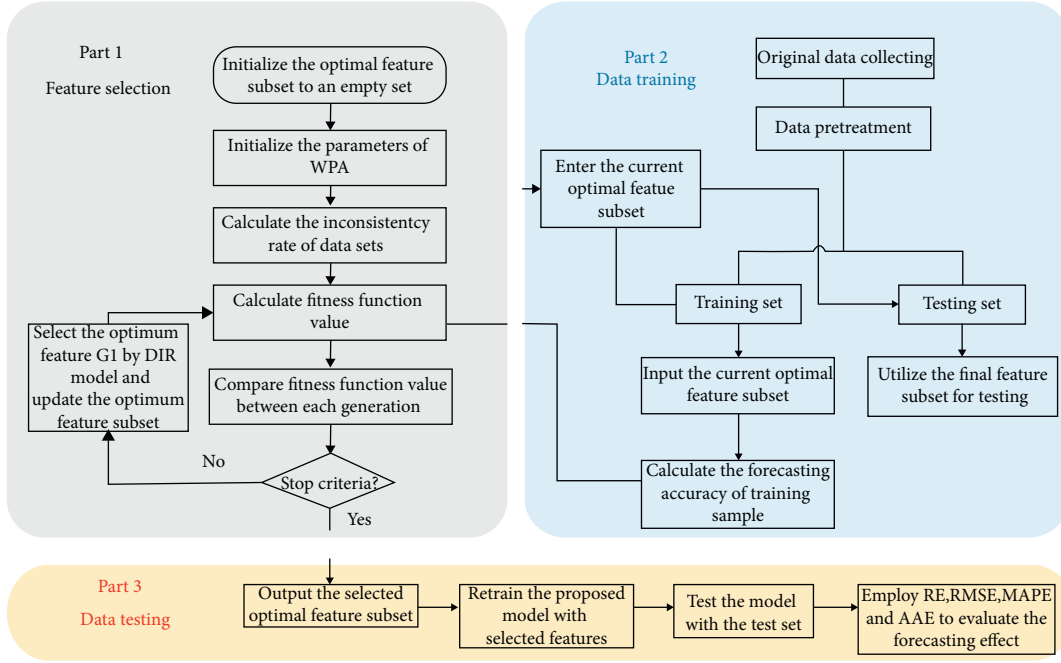 Part 1
Feature selection
Initialize the optimal feature
subset to an empty set
Initialize the parameters of
WPA
Calculate the inconsistentcy
rate of data sets
Calculate fitness function
value
Select the optimum
feature G1 by DIR
model and
update the optimum
feature subset
Compare fitness function value
between each generation
No
Stop criteria?
Yes
Part 2
Data training
Original data collecting
Data pretreatment
Enter the current
optimal featue
subset
Training set
Testing set
Input the current optimal
feature subset
Utilize the final feature
subset for testing
Calculate the forecasting
accuracy of training
sample
Part 3
Data testing
Output the selected
optimal feature subset
Retrain the proposed
model with
selected features
Test the model
with the test set
Employ RE,RMSE,MAPE
and AAE to evaluate the
forecasting effect